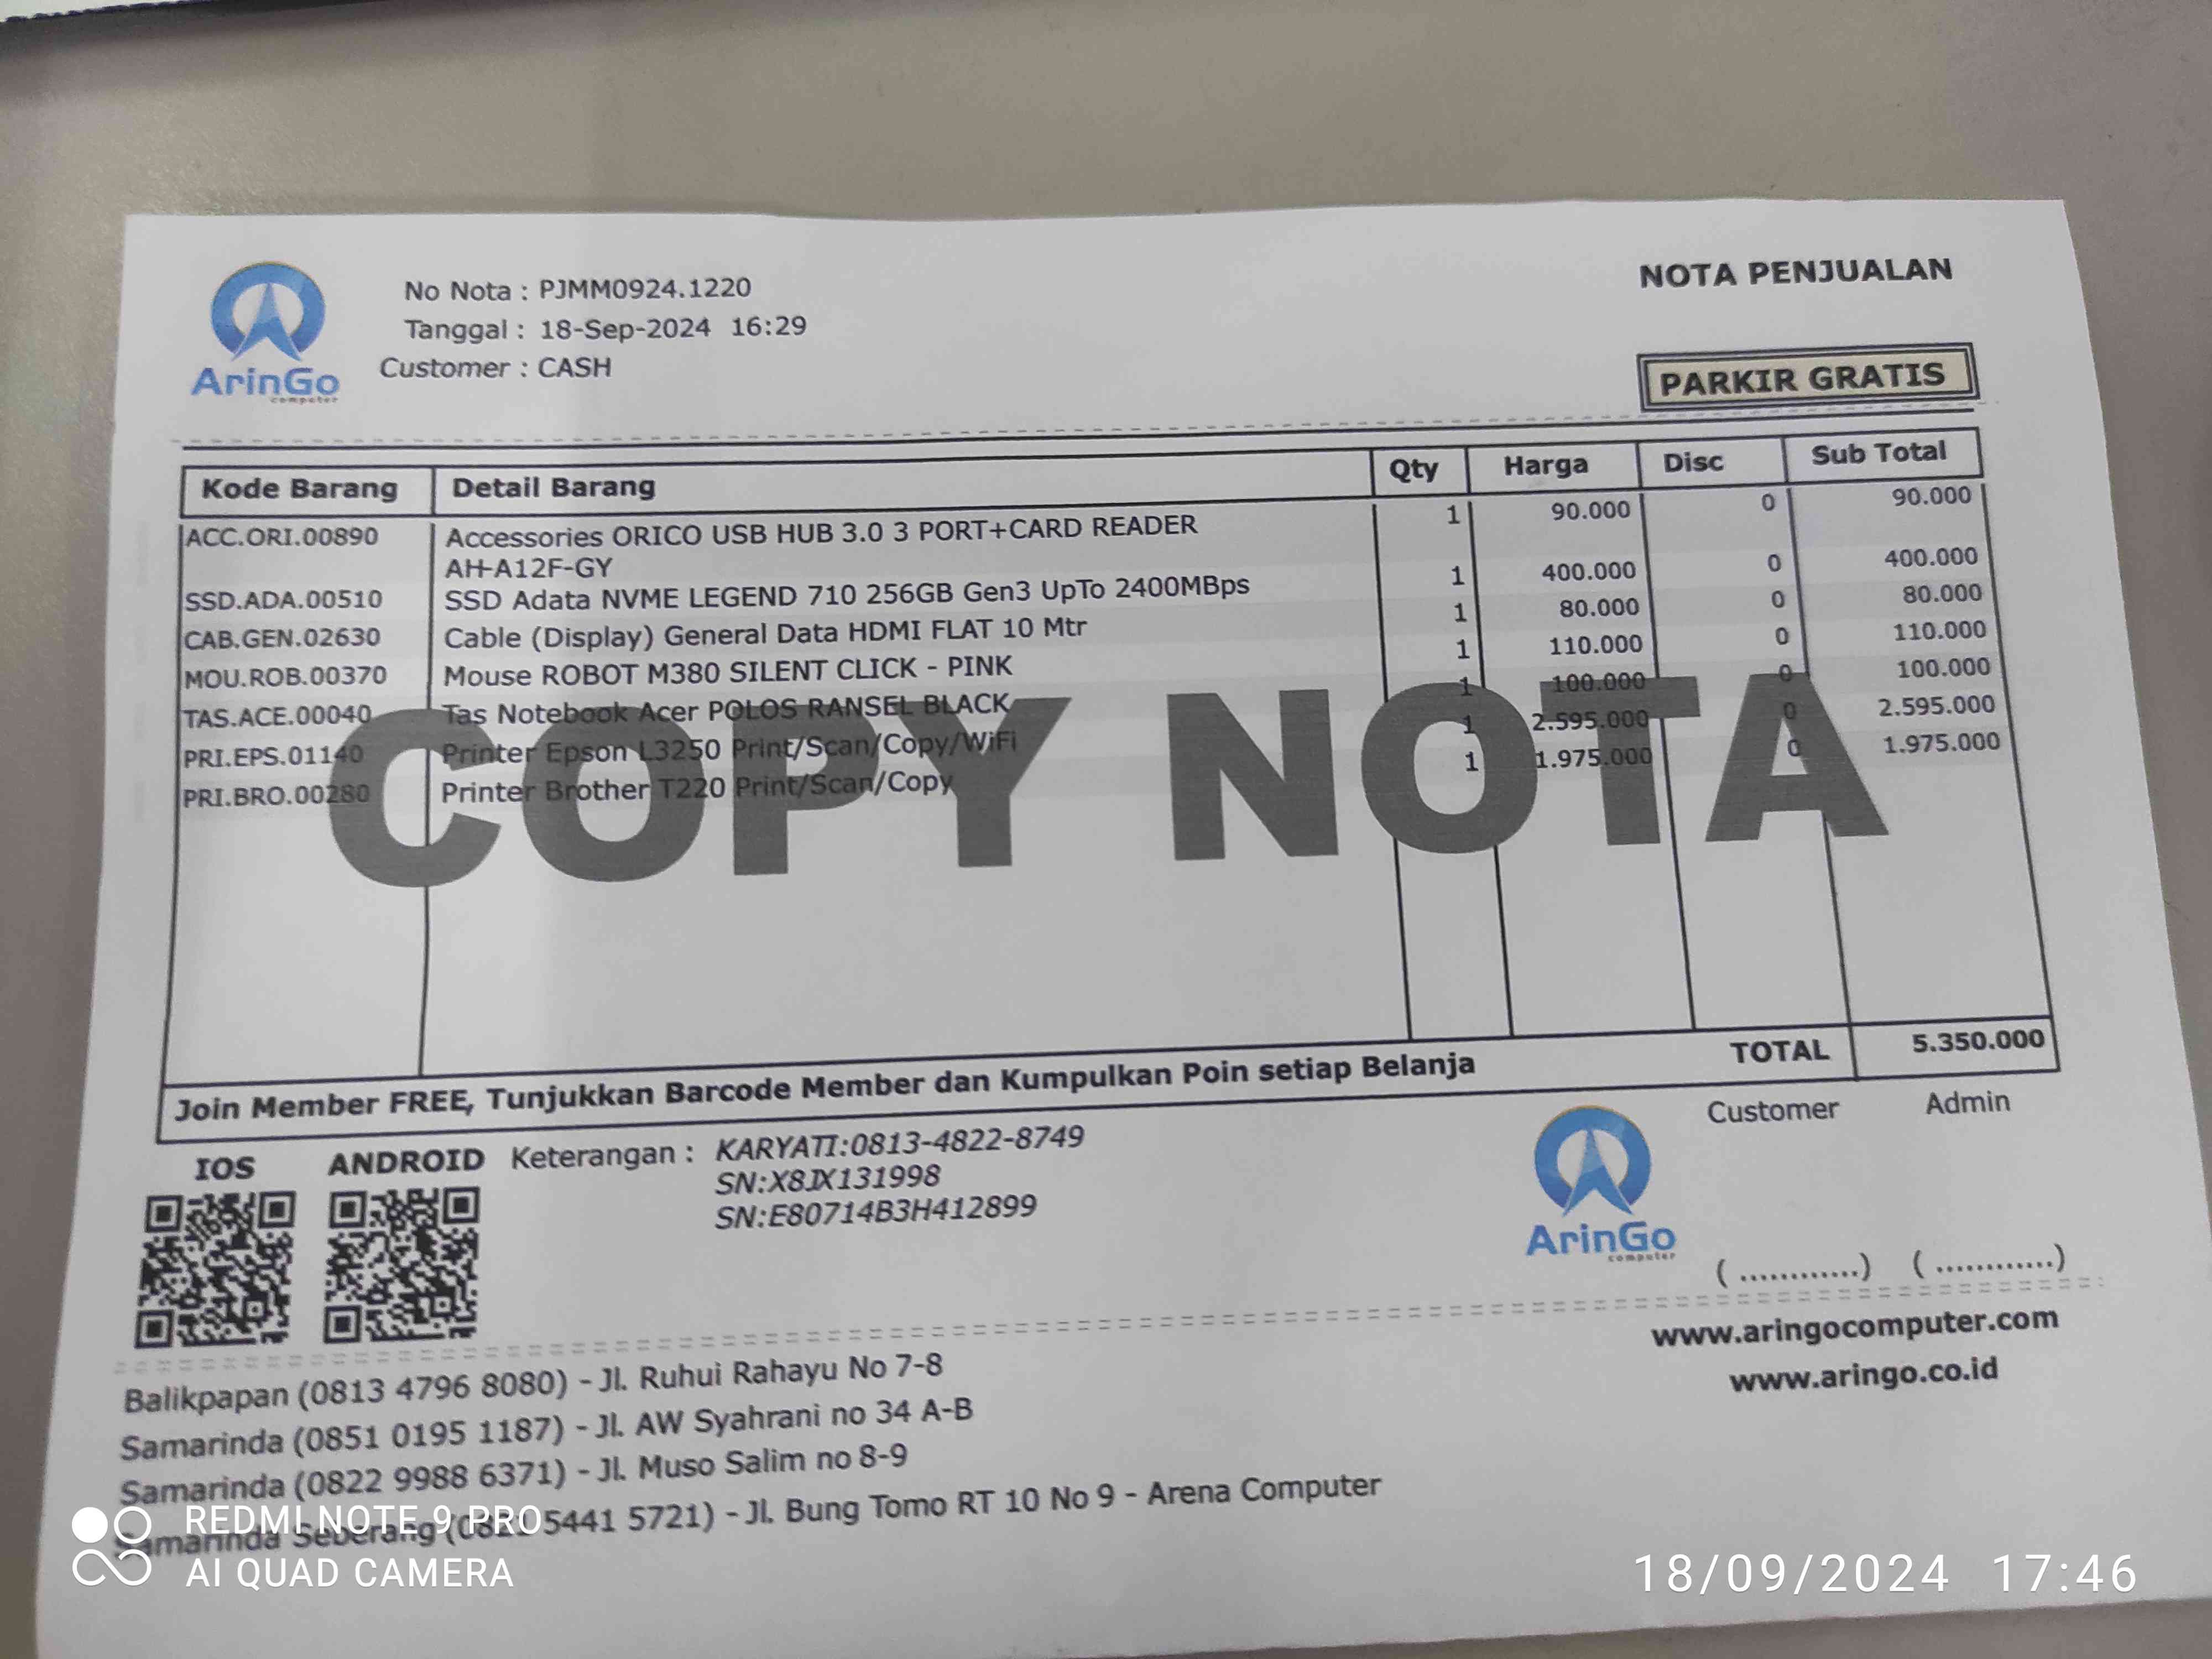 ArinGo
computer
No Nota : PJMM0924.1220
Tanggal : 18-Sep-2024 16:29
Customer : CASH
NOTA PENJUALAN
PARKIR GRATIS
Kode Barang Detail Barang Qty Harga Disc Sub Total
ACC.ORI.00890 Accessories ORICO USB HUB 3.0 3 PORT+CARD READER 1 90.000 0 90.000
AH-A12F-GY
SSD.ADA.00510 SSD Adata NVME LEGEND 710 256GB Gen3 UpTo 2400MBps 1 400.000 0 400.000
CAB.GEN.02630 Cable (Display) General Data HDMI FLAT 10 Mtr 1 80.000 0 80.000
MOU.ROB.00370 Mouse ROBOT M380 SILENT CLICK - PINK 1 110.000 0 110.000
TAS.ACE.00040 Tas Notebook Acer POLOS RANSEL BLACK 1 100.000 0 100.000
PRI.EPS.01140 Printer Epson L3250 Print/Scan/Copy/WiFi 1 2.595.000 0 2.595.000
PRI.BRO.00280 Printer Brother T220 Print/Scan/Copy 1 1.975.000 0 1.975.000
COPY NOTA
Join Member FREE, Tunjukkan Barcode Member dan Kumpulkan Poin setiap Belanja TOTAL 5.350.000
IOS ANDROID Keterangan : KARYATI:0813-4822-8749
SN:X8JX131998
SN:E80714B3H412899
ArinGo
computer
Customer Admin
( ............) ( ............)
www.aringocomputer.com
www.aringo.co.id
Balikpapan (0813 4796 8080) - Jl. Ruhui Rahayu No 7-8
Samarinda (0851 0195 1187) - Jl. AW Syahrani no 34 A-B
Samarinda (0822 9988 6371) - Jl. Muso Salim no 8-9
Samarinda Seberang (0821 5441 5721) - Jl. Bung Tomo RT 10 No 9 - Arena Computer
REDMI NOTE 9 PRO
AI QUAD CAMERA
18/09/2024 17:46